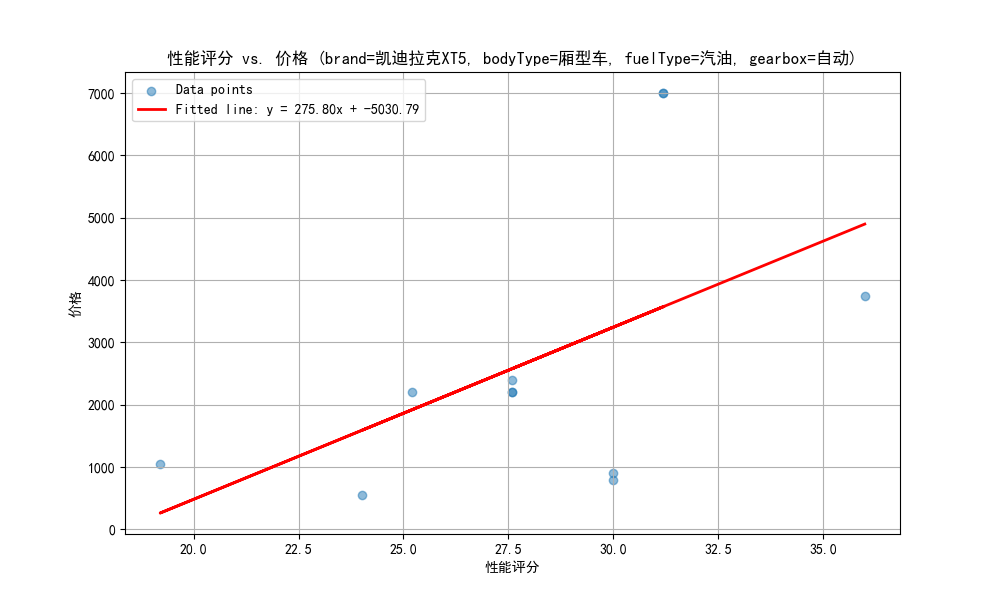 性能评分 vs. 价格 (brand=凯迪拉克XT5, bodyType=厢型车, fuelType=汽油, gearbox=自动)
Data points
Fitted line: y = 275.80x + -5030.79
7000
6000
5000
4000
3000
2000
1000
0
价格
20.0 22.5 25.0 27.5 30.0 32.5 35.0
性能评分